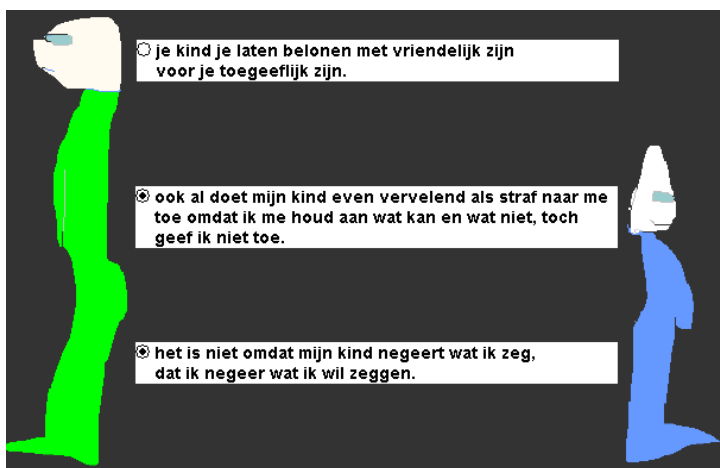 je kind je laten belonen met vriendelijk zijn
voor je toegeeflijk zijn.
ook al doet mijn kind even vervelend als straf naar me
toe omdat ik me houd aan wat kan en wat niet, toch
geef ik niet toe.
het is niet omdat mijn kind negeert wat ik zeg,
dat ik negeer wat ik wil zeggen.